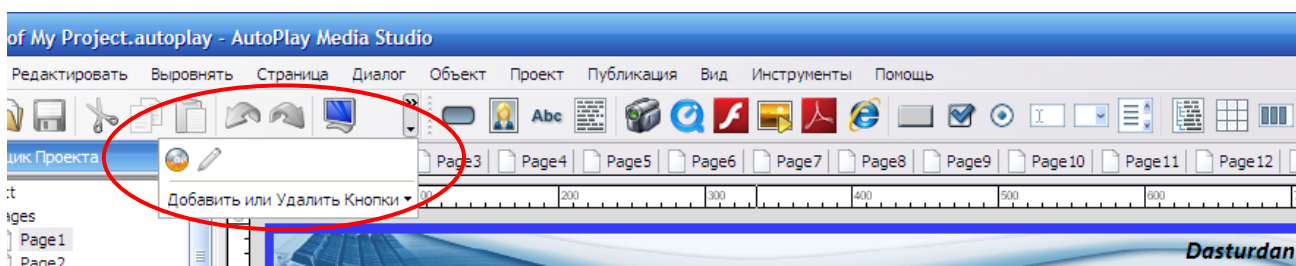 of My Project.autoplay - AutoPlay Media Studio
Редактировать Выровнять Страница Диалог Объект Проект Публикация Вид Инструменты Помощь
Abc
щик Проекта Page3 Page4 Page5 Page6 Page7 Page8 Page9 Page10 Page11 Page12
Добавить или Удалить Кнопки
200 300 400 500 600
ages
Page1
Page2
Dasturdan